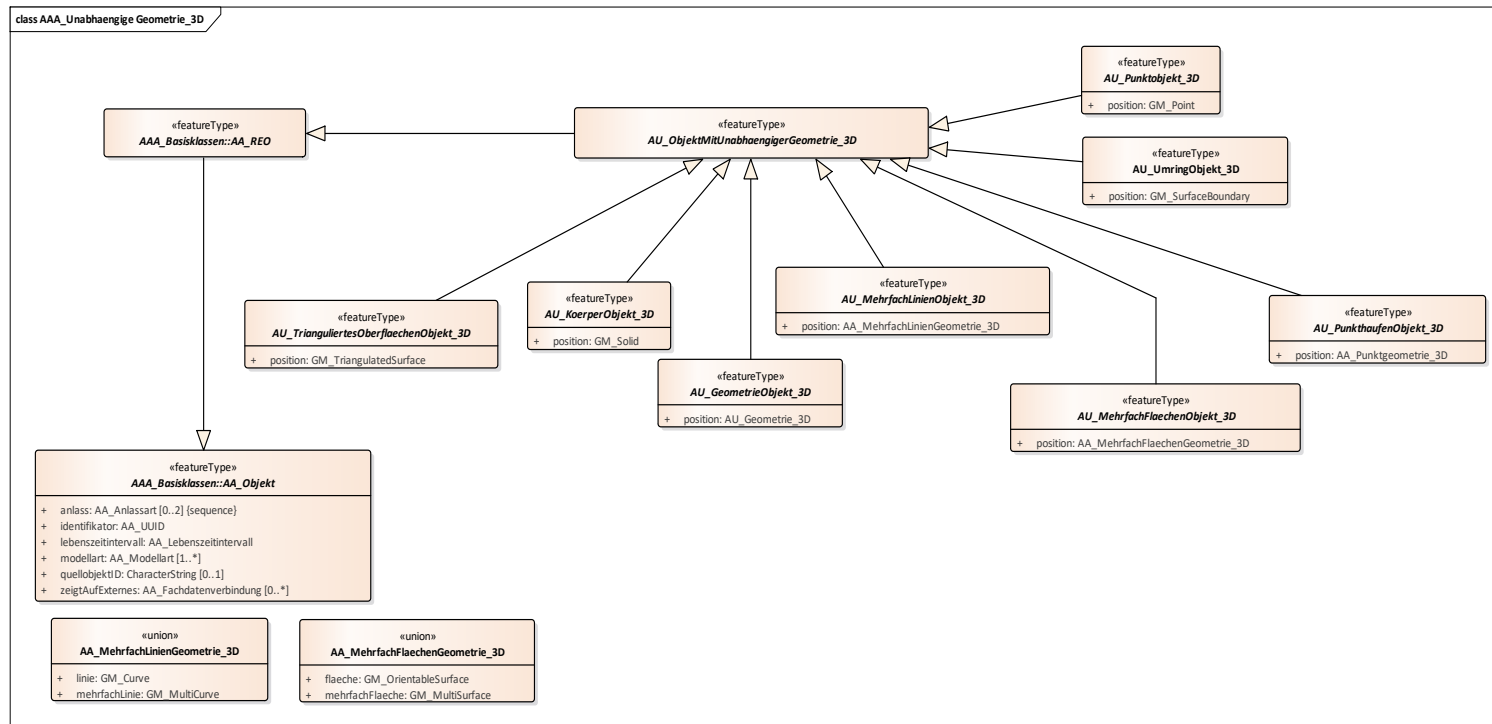 class AAA_Unabhaengige Geometrie_3D
«featureType»
AU_Punktobjekt_3D
+ position: GM_Point
«featureType»
AAA_Basisklassen::AA_REO
«featureType»
AU_ObjektMitUnabhaengigerGeometrie_3D
«featureType»
AU_UmringObjekt_3D
+ position: GM_SurfaceBoundary
«featureType»
AU_TrianguliertesOberflaechenObjekt_3D
+ position: GM_TriangulatedSurface
«featureType»
AU_KoerperObjekt_3D
+ position: GM_Solid
«featureType»
AU_MehrfachLinienObjekt_3D
+ position: AA_MehrfachLinienGeometrie_3D
«featureType»
AU_PunkthaufenObjekt_3D
+ position: AA_Punktgeometrie_3D
«featureType»
AU_GeometrieObjekt_3D
+ position: AU_Geometrie_3D
«featureType»
AU_MehrfachFlaechenObjekt_3D
+ position: AA_MehrfachFlaechenGeometrie_3D
«featureType»
AAA_Basisklassen::AA_Objekt
+ anlass: AA_Anlassart [0..2] {sequence}
+ identifikator: AA_UUID
+ lebenszeitintervall: AA_Lebenszeitintervall
+ modellart: AA_Modellart [1..*]
+ quellobjektID: CharacterString [0..1]
+ zeigtAufExternes: AA_Fachdatenverbindung [0..*]
«union»
AA_MehrfachLinienGeometrie_3D
+ linie: GM_Curve
+ mehrfachLinie: GM_MultiCurve
«union»
AA_MehrfachFlaechenGeometrie_3D
+ flaeche: GM_OrientableSurface
+ mehrfachFlaeche: GM_MultiSurface